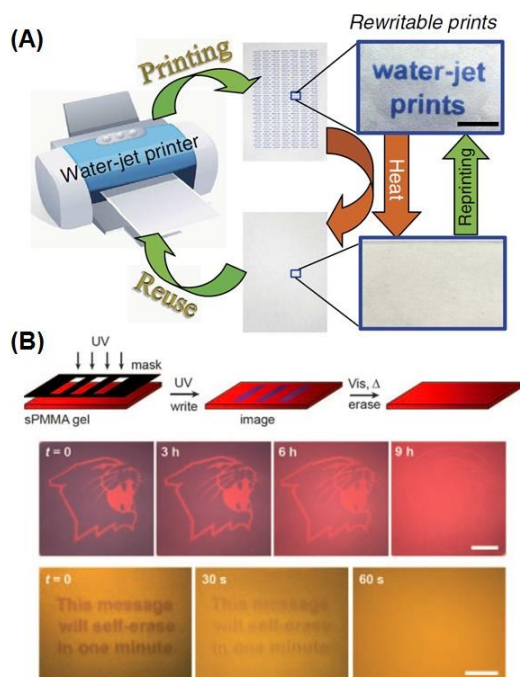 (A)
Printing
Rewritable prints
water-jet
prints
Water-jet printer
Heat
Reprinting
Reuse
(B)
UV
mask
sPMMA gel
UV
write
image
Vis, Δ
erase
t = 0
3 h
6 h
9 h
t = 0
30 s
60 s
This message
will self-erase
in one minute
This message
will self-erase
in one minute